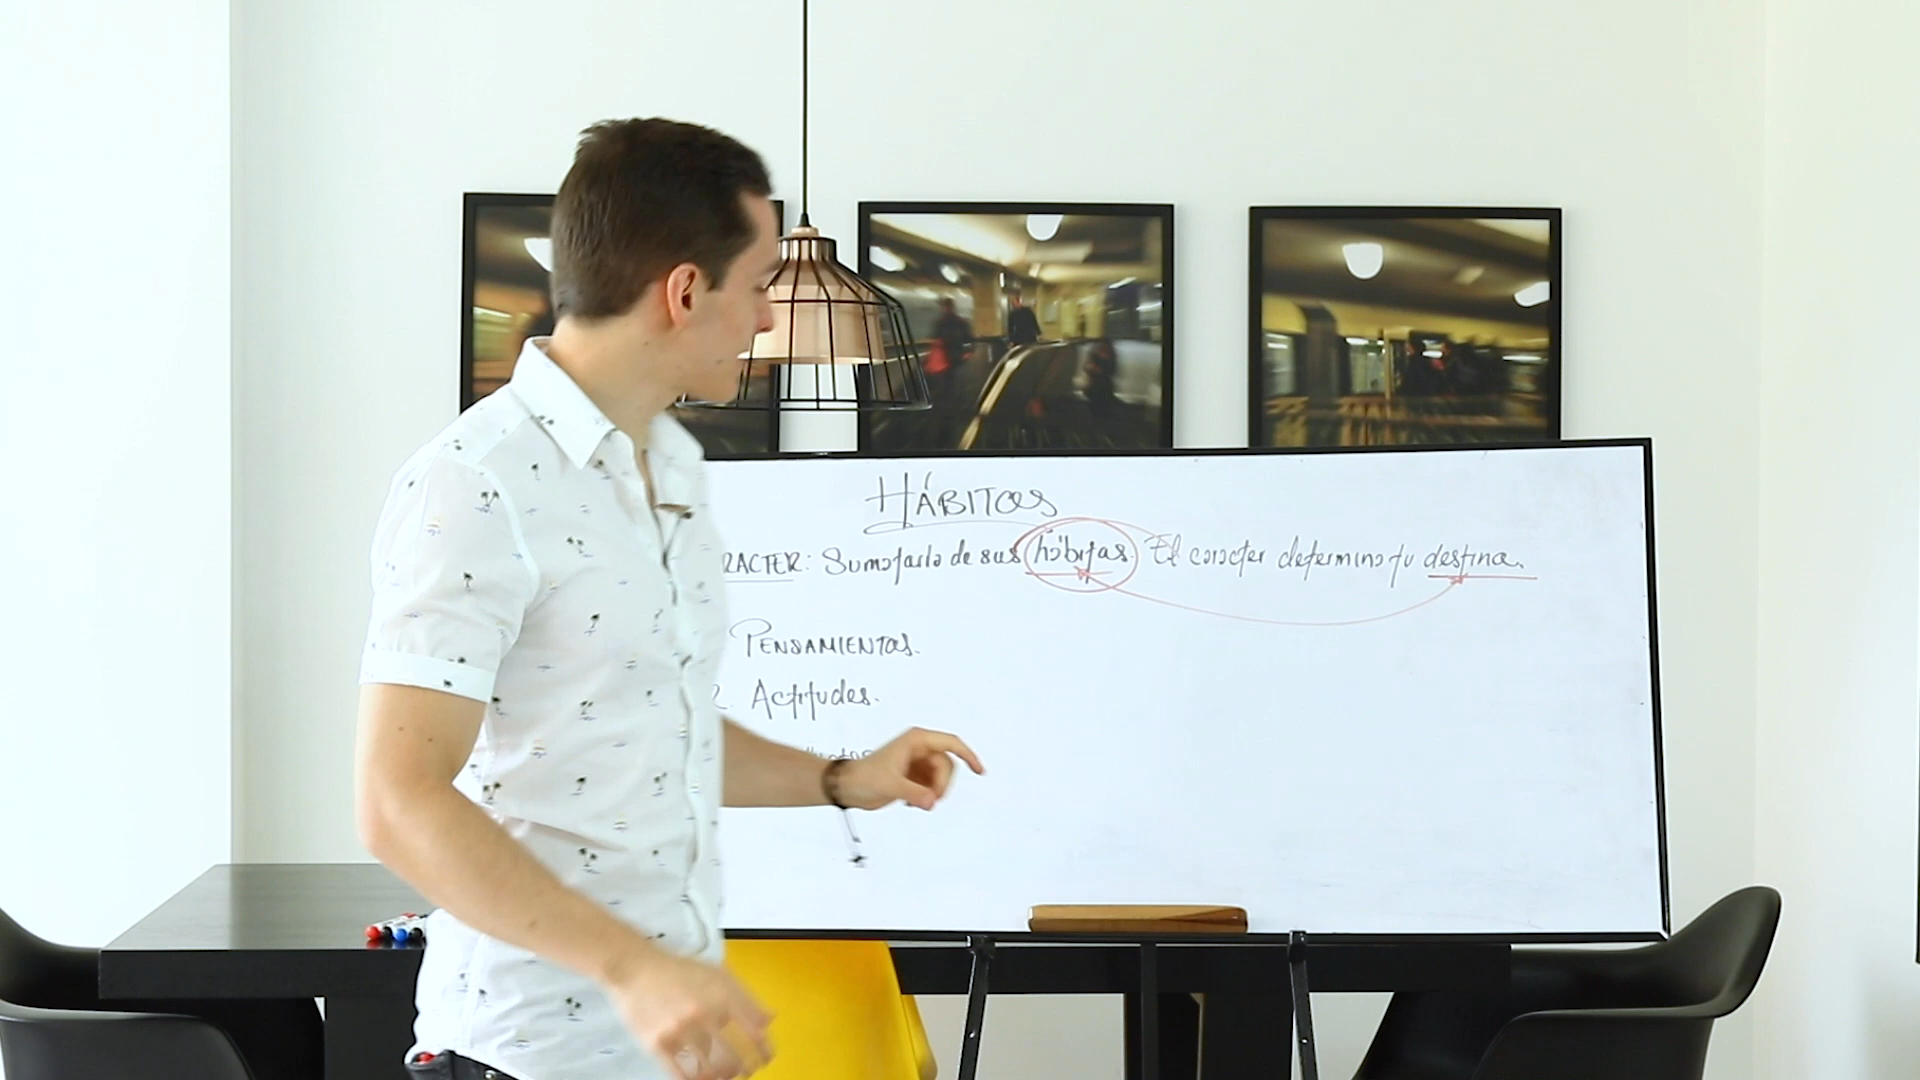 HÁBITOS
RACTER: Sumatoria de sus hábitos. El caracter determina tu destino.
PENSAMIENTOS.
2. Actitudes.